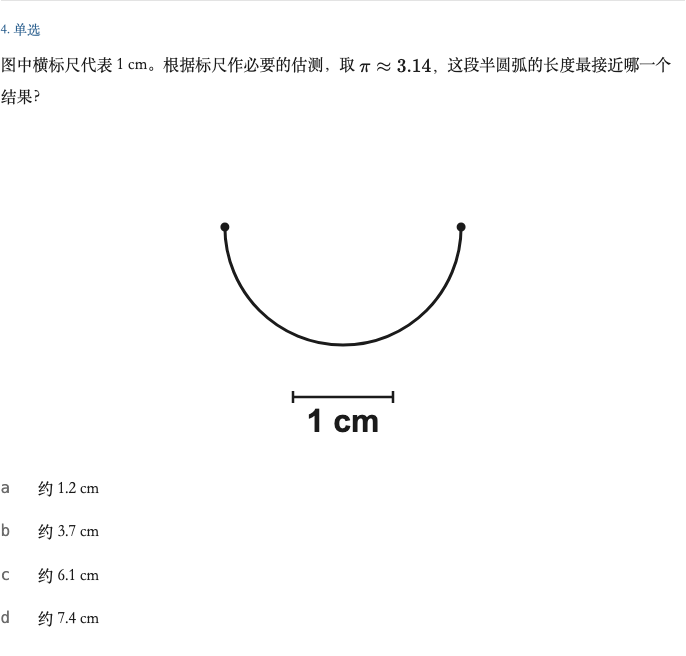 4. 单选
图中横标尺代表 1 cm。根据标尺作必要的估测，取 π ≈ 3.14，这段半圆弧的长度最接近哪一个
结果？
1 cm
a 约 1.2 cm
b 约 3.7 cm
c 约 6.1 cm
d 约 7.4 cm